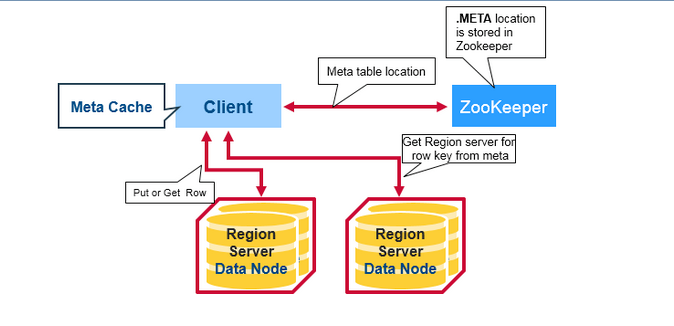 .META location
is stored in
Zookeeper
Meta table location
Meta Cache
Client
ZooKeeper
Get Region server for
row key from meta
Put or Get Row
Region
Server
Data Node
Region
Server
Data Node